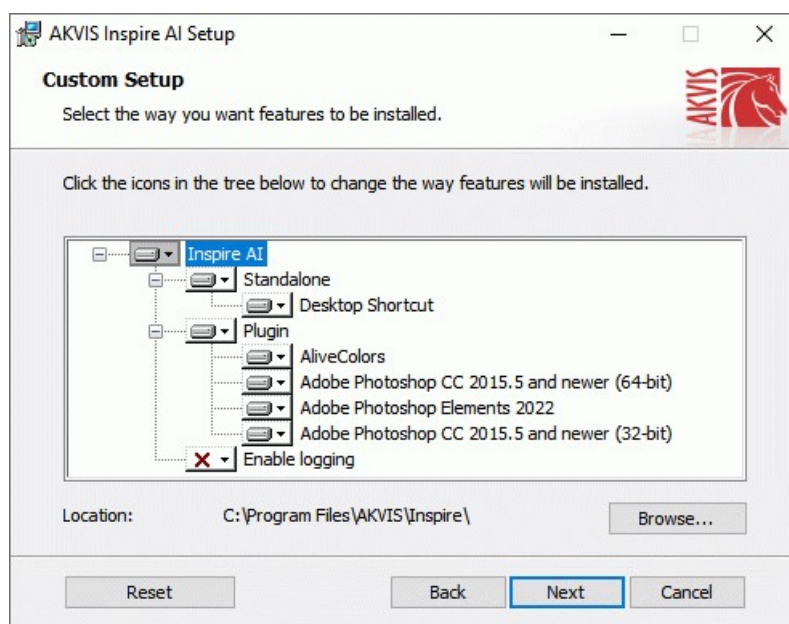 AKVIS Inspire AI Setup
Custom Setup
Select the way you want features to be installed.
AKVIS
Click the icons in the tree below to change the way features will be installed.
Inspire AI
Standalone
Desktop Shortcut
Plugin
AliveColors
Adobe Photoshop CC 2015.5 and newer (64-bit)
Adobe Photoshop Elements 2022
Adobe Photoshop CC 2015.5 and newer (32-bit)
Enable logging
Location: C:\Program Files\AKVIS\Inspire\ Browse...
Reset Back Next Cancel